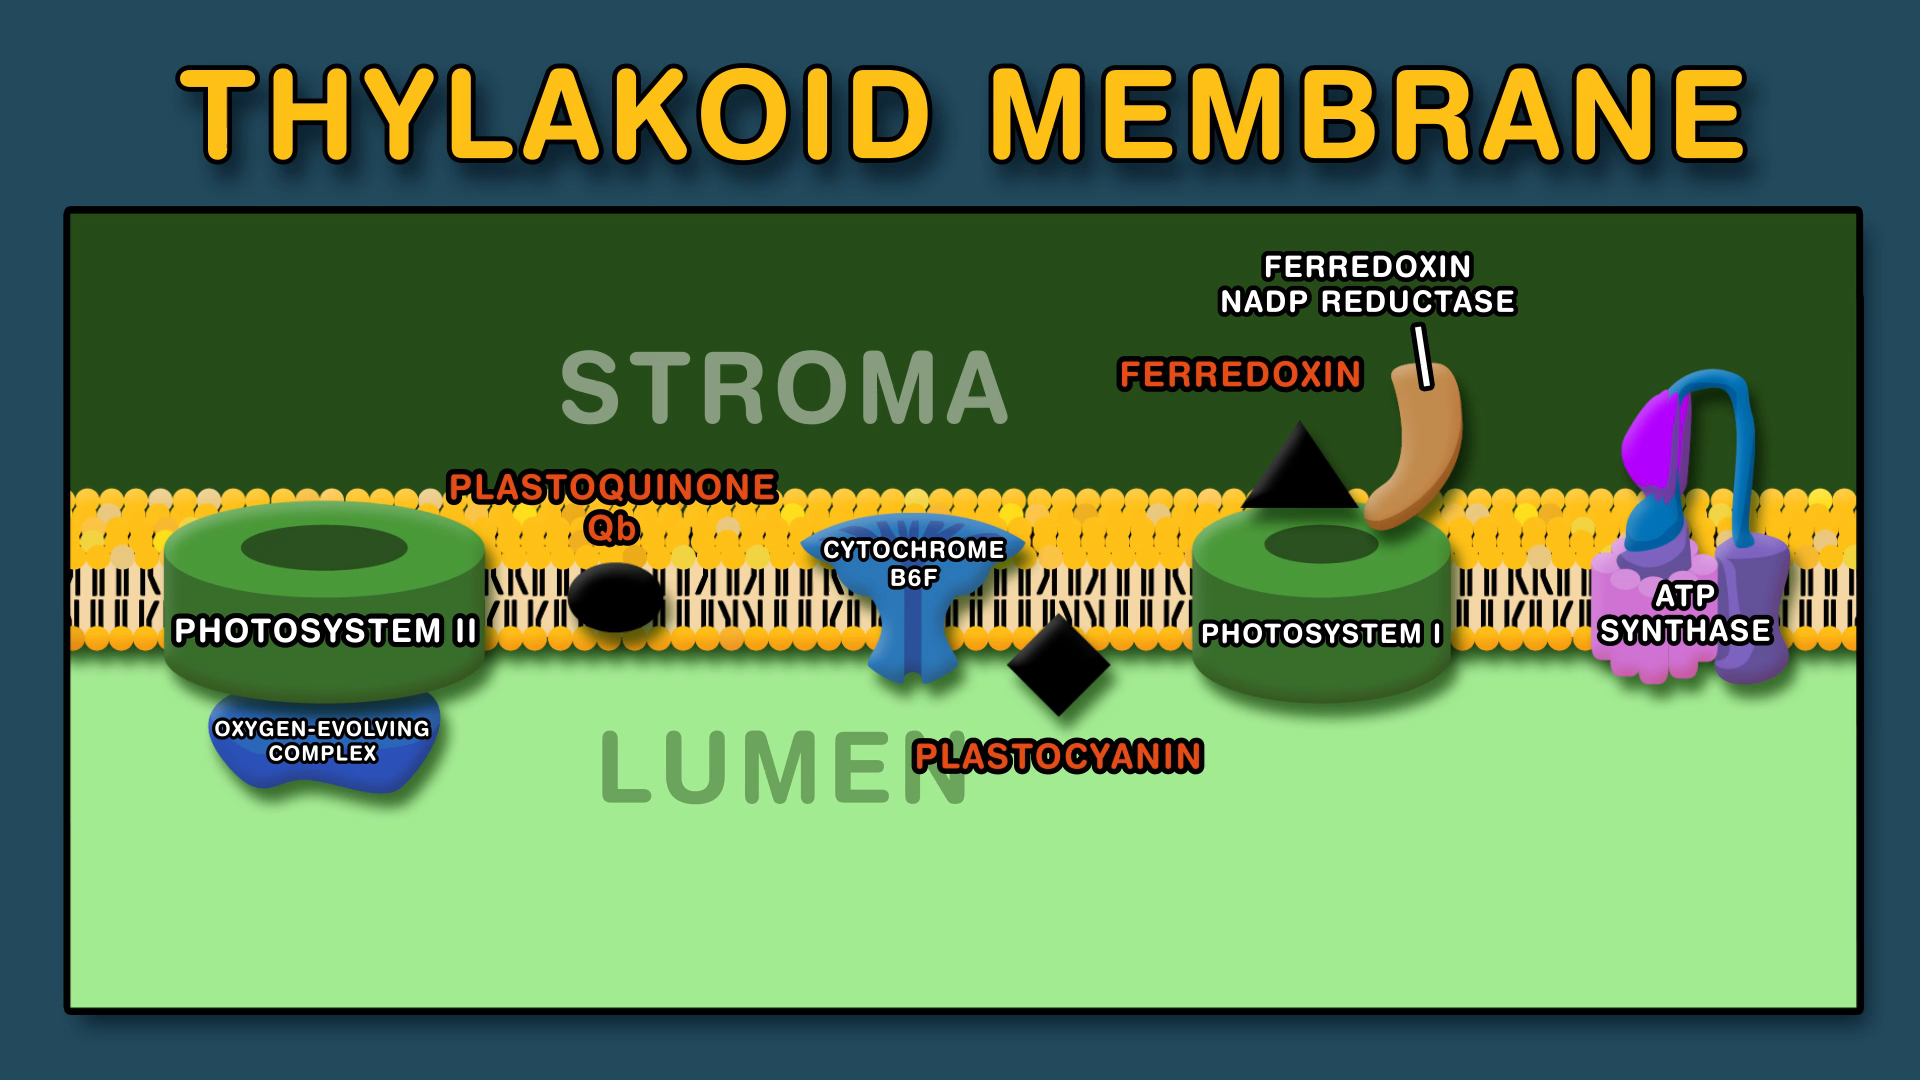 THYLAKOID MEMBRANE
FERREDOXIN
NADP REDUCTASE
STROMA
FERREDOXIN
PLASTOQUINONE
Qb
CYTOCHROME
B6F
PHOTOSYSTEM II
PHOTOSYSTEM I
ATP
SYNTHASE
OXYGEN-EVOLVING
COMPLEX
LUMEN
PLASTOCYANIN